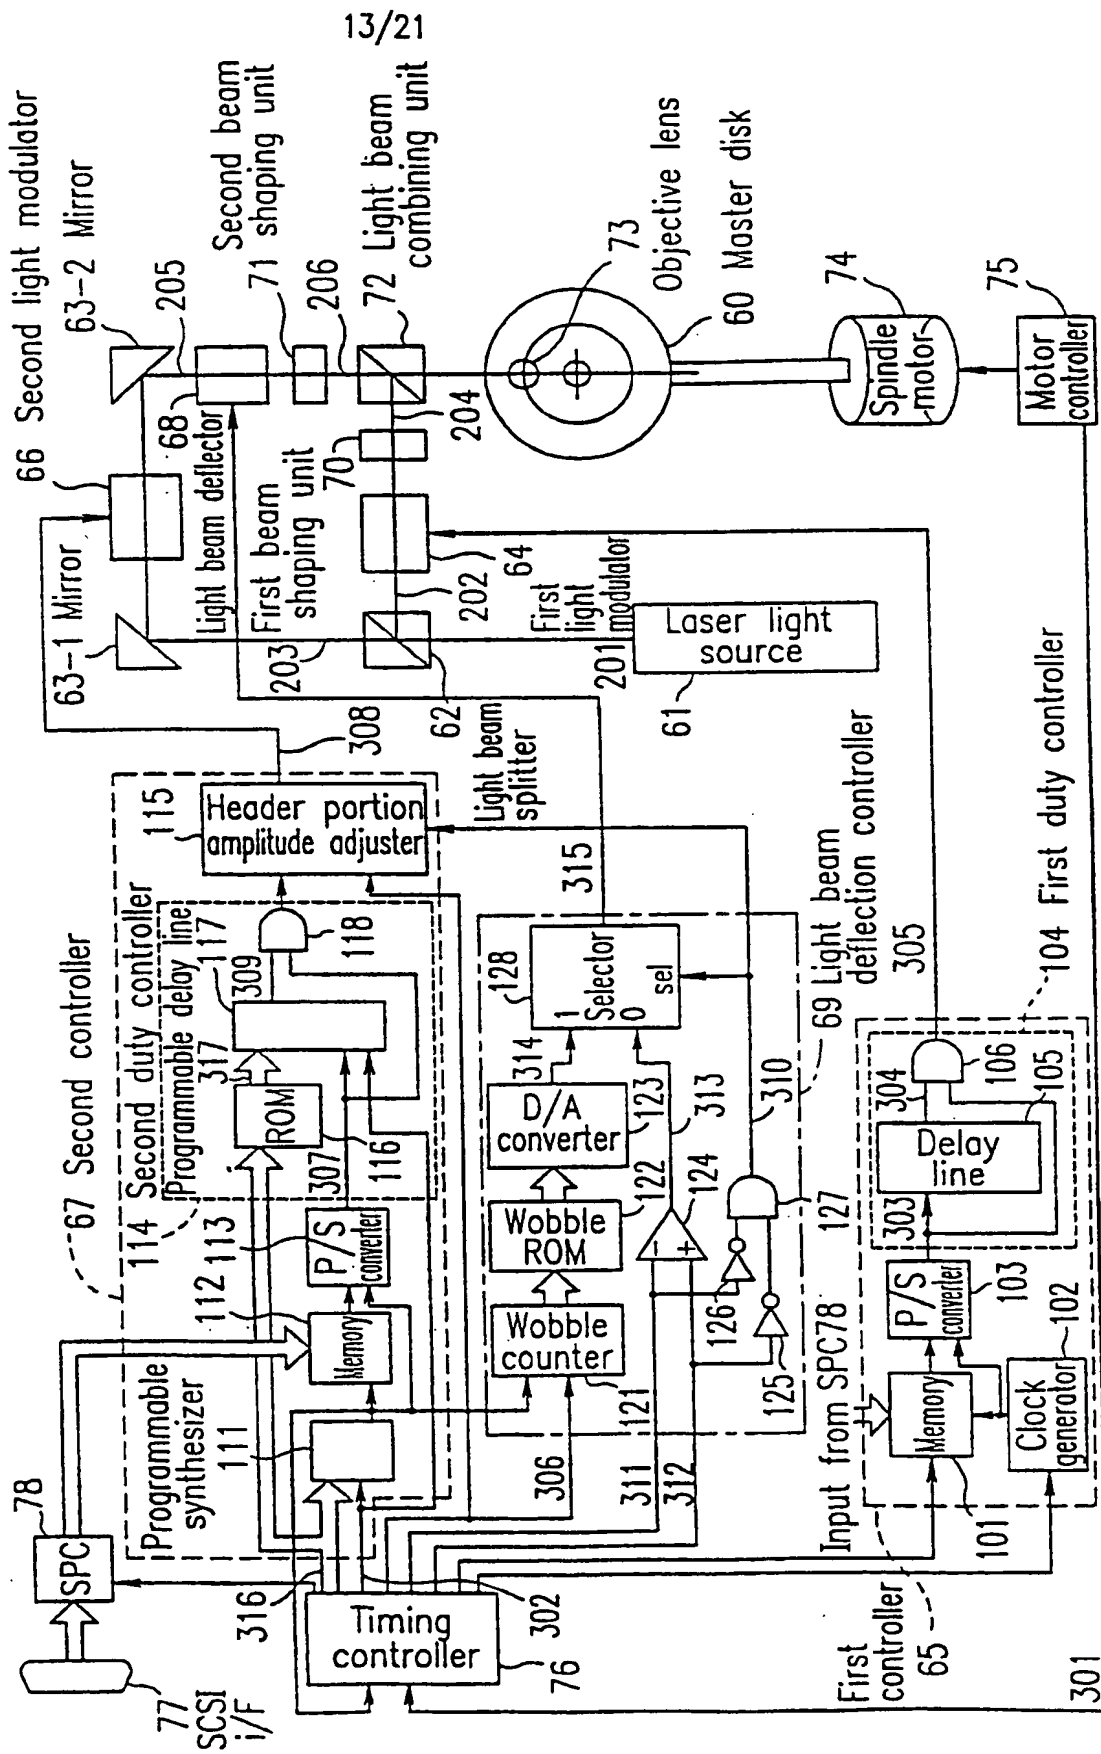 13/21
66 Second light modulator
63-2 Mirror
205
68
Light beam deflector
Second beam
shaping unit
71
206
72 Light beam
combining unit
63-1 Mirror
First beam
shaping unit
70
204
64
202
203
62
Light beam
splitter
First
light
modulator
201
Laser light
source
61
73
Objective lens
60 Master disk
74
Spindle
motor
75
Motor
controller
67 Second controller
114 Second duty controller
Programmable delay line
117
309
118
317
ROM
116
307
115
Header portion
amplitude adjuster
308
113
P/S
converter
112
Memory
Programmable
synthesizer
111
78
SPC
77
SCSI
i/F
316
Timing
controller
302
76
306
311
312
121
Wobble
counter
Wobble
ROM
122
D/A
converter
123
314
128
1
Selector
0
sel
315
313
124
-
+
126
125
127
310
69 Light beam
deflection controller
305
104 First duty controller
106
304
105
Delay
line
303
P/S
converter
103
102
Clock
generator
Memory
101
Input from SPC78
First
controller
65
301